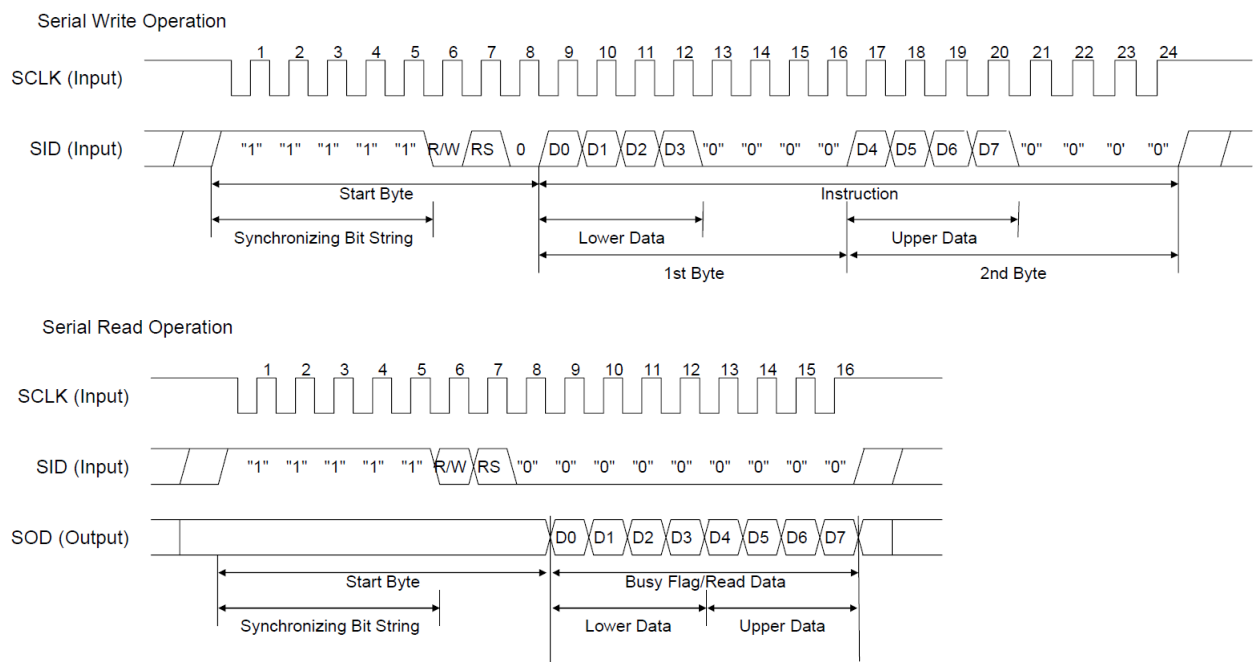 Serial Write Operation
1 2 3 4 5 6 7 8 9 10 11 12 13 14 15 16 17 18 19 20 21 22 23 24
SCLK (Input)
SID (Input) "1" "1" "1" "1" "1" R/W RS 0 D0 D1 D2 D3 "0" "0" "0" "0" D4 D5 D6 D7 "0" "0" "0' "0"
Start Byte Instruction
Synchronizing Bit String Lower Data Upper Data
1st Byte 2nd Byte
Serial Read Operation
1 2 3 4 5 6 7 8 9 10 11 12 13 14 15 16
SCLK (Input)
SID (Input) "1" "1" "1" "1" "1" R/W RS "0" "0" "0" "0" "0" "0" "0" "0" "0"
SOD (Output) D0 D1 D2 D3 D4 D5 D6 D7
Start Byte Busy Flag/Read Data
Synchronizing Bit String Lower Data Upper Data